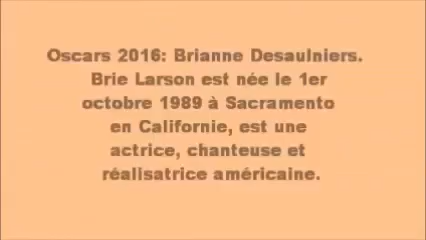 Oscars 2016: Brianne Desaulniers.
Brie Larson est née le 1er
octobre 1989 à Sacramento
en Californie, est une
actrice, chanteuse et
réalisatrice américaine.